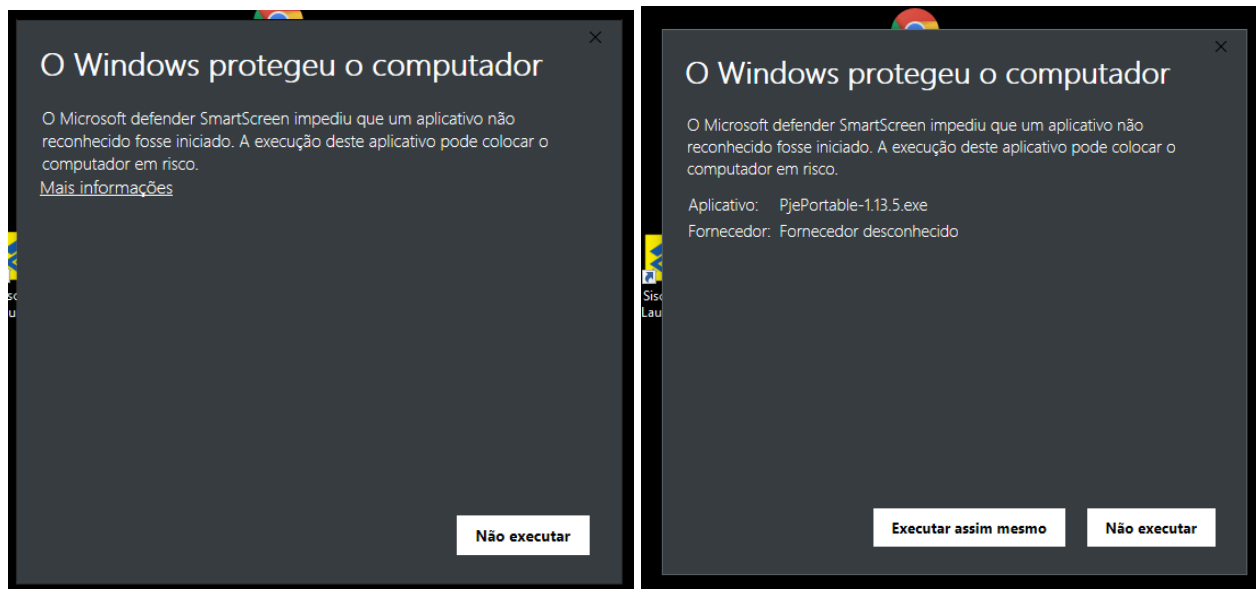 O Windows protegeu o computador
O Microsoft defender SmartScreen impediu que um aplicativo não
reconhecido fosse iniciado. A execução deste aplicativo pode colocar o
computador em risco.
Mais informações
Não executar
O Windows protegeu o computador
O Microsoft defender SmartScreen impediu que um aplicativo não
reconhecido fosse iniciado. A execução deste aplicativo pode colocar o
computador em risco.
Aplicativo: PjePortable-1.13.5.exe
Fornecedor: Fornecedor desconhecido
Executar assim mesmo Não executar